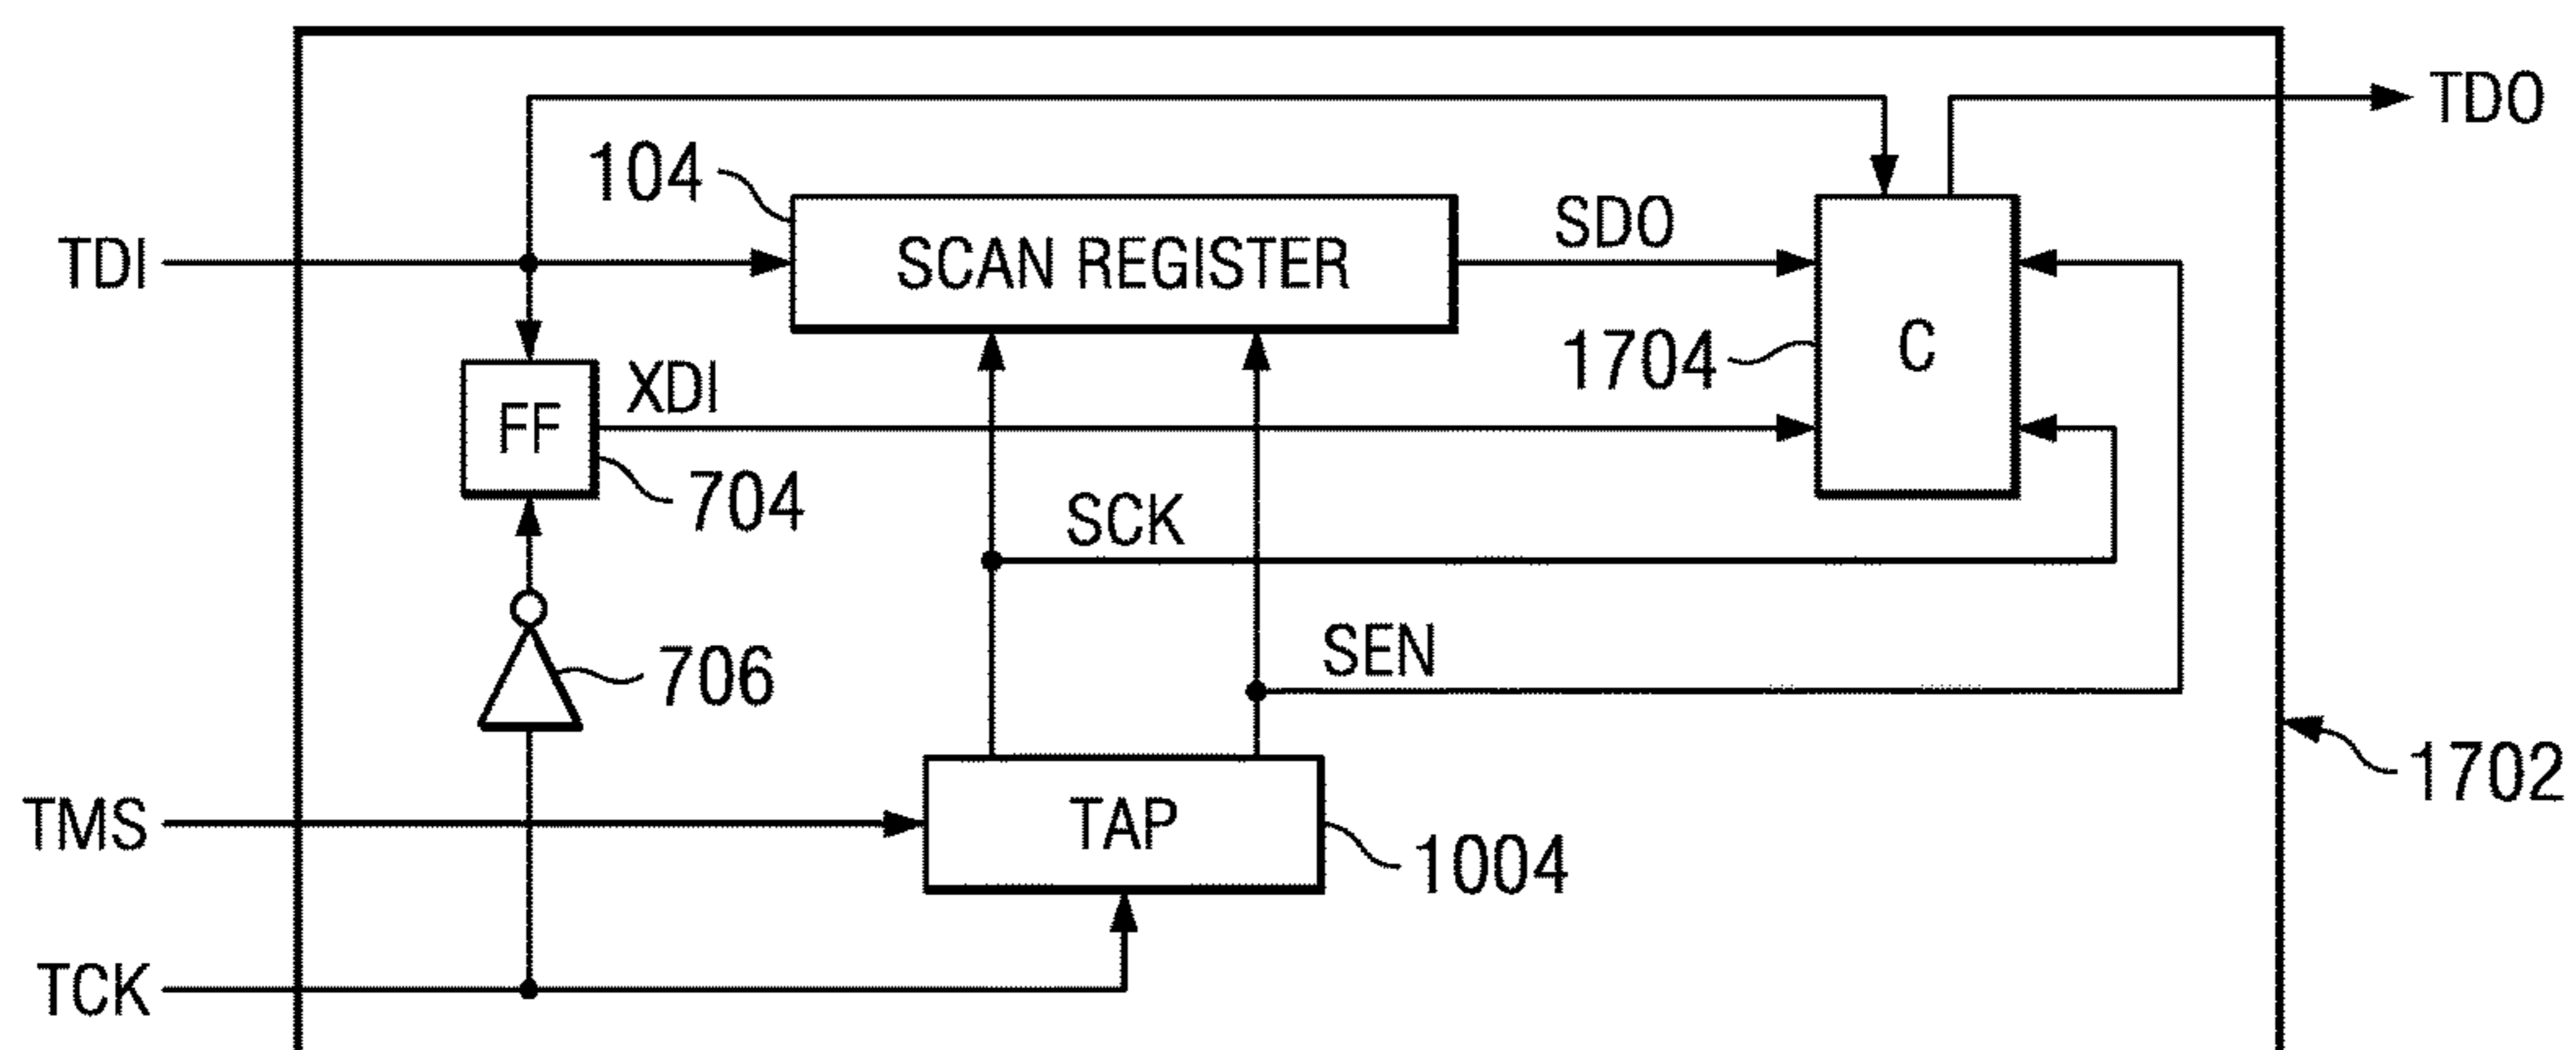 TDO
104
TDI
SCAN REGISTER
SDO
1704
C
FF
XDI
704
SCK
706
SEN
1702
TMS
TAP
1004
TCK